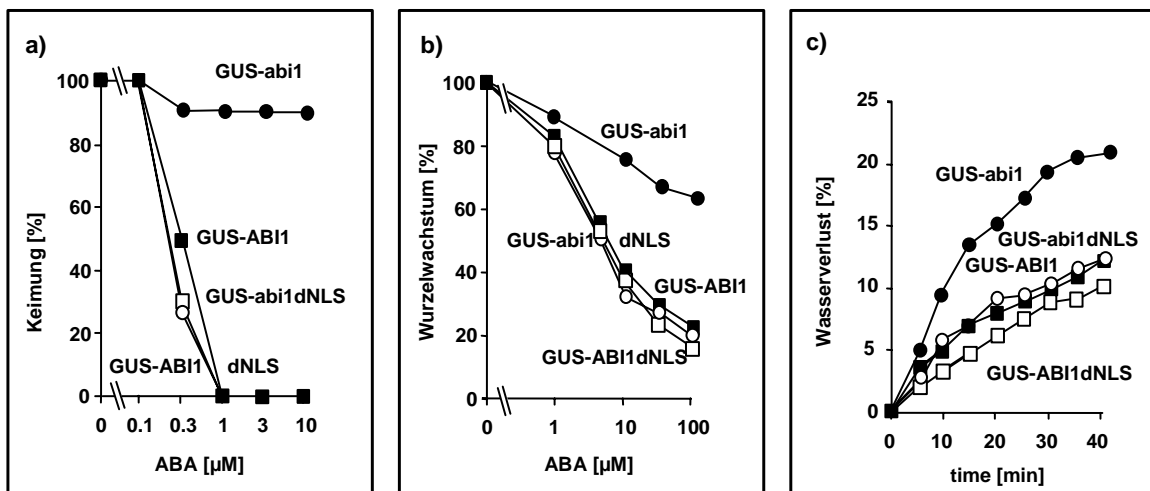 a)
GUS-abi1
100
80
60
40
20
0
Keimung [%]
GUS-ABI1
GUS-abi1dNLS
GUS-ABI1 dNLS
0 0.1 0.3 1 3 10
ABA [µM]
b)
100
80
60
40
20
0
Wurzelwachstum [%]
GUS-abi1
GUS-abi1 dNLS
GUS-ABI1
GUS-ABI1dNLS
0 1 10 100
ABA [µM]
c)
25
20
15
10
5
0
Wasserverlust [%]
GUS-abi1
GUS-abi1dNLS
GUS-ABI1
GUS-ABI1dNLS
0 10 20 30 40
time [min]